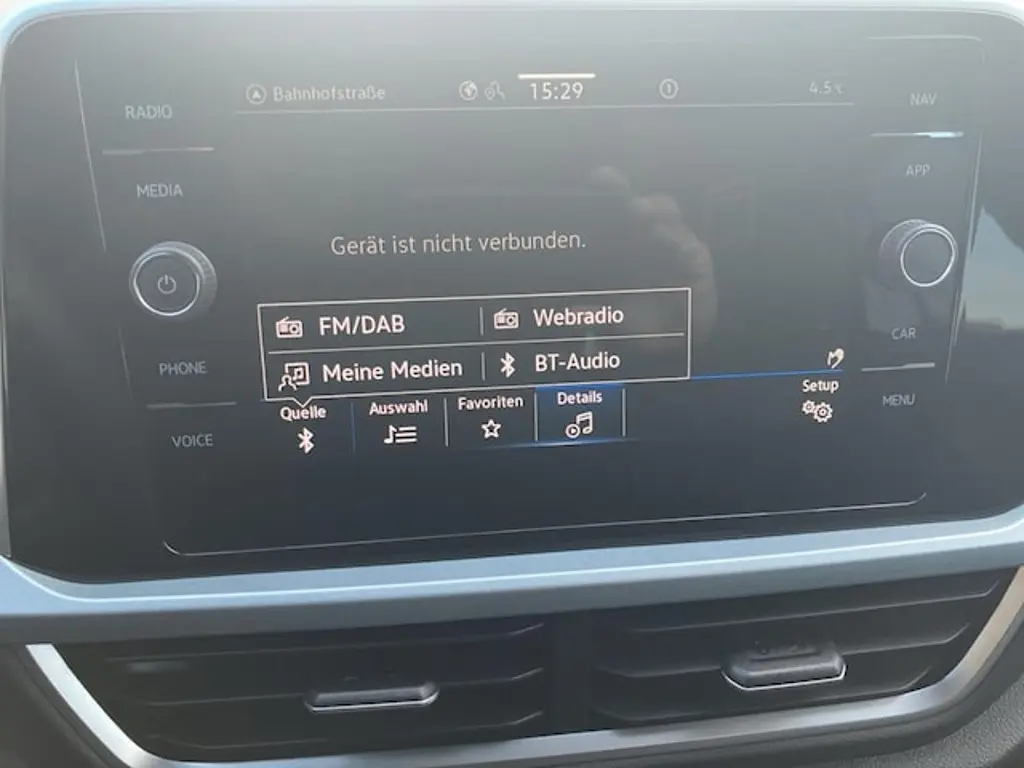 RADIO
MEDIA
PHONE
VOICE
Bahnhofstraße
15:29
1
4.5°C
Gerät ist nicht verbunden.
FM/DAB
Webradio
Meine Medien
BT-Audio
Quelle
Auswahl
Favoriten
Details
Setup
NAV
APP
CAR
MENU